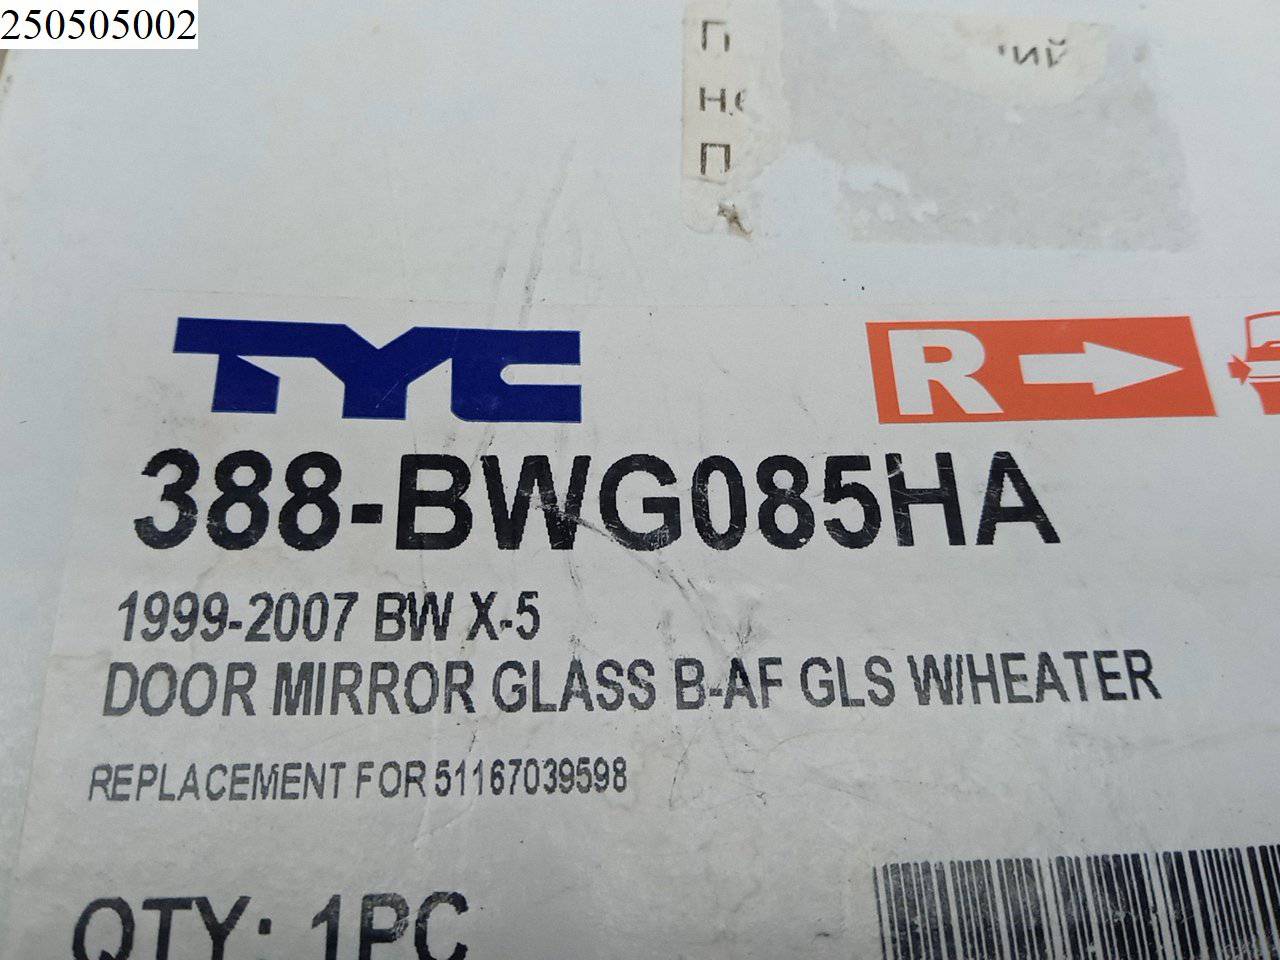 250505002
TYC
R
388-BWG085HA
1999-2007 BW X-5
DOOR MIRROR GLASS B-AF GLS W/HEATER
REPLACEMENT FOR 51167039598
QTY: 1PC